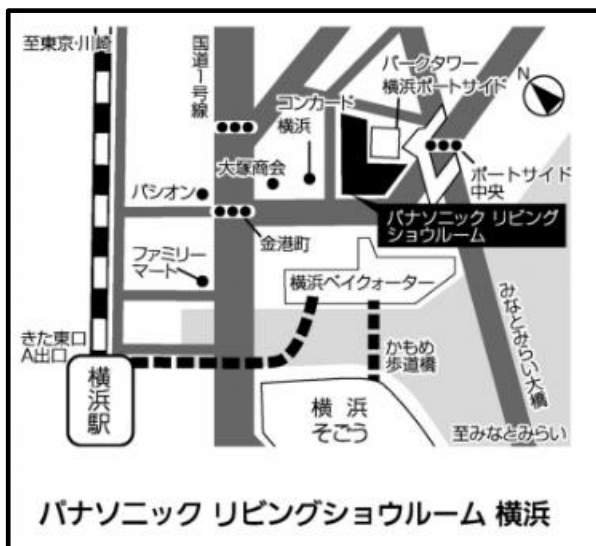 至東京・川崎
国道1号線
パークタワー
横浜ポートサイド
N
コンカード
横浜
大塚商会
ポートサイド
中央
パシオン
パナソニック リビング
ショウルーム
金港町
ファミリー
マート
横浜ベイクォーター
みなとみらい大橋
きた東口
A出口
かもめ
歩道橋
横浜駅
横浜
そごう
至みなとみらい
パナソニック リビングショウルーム 横浜